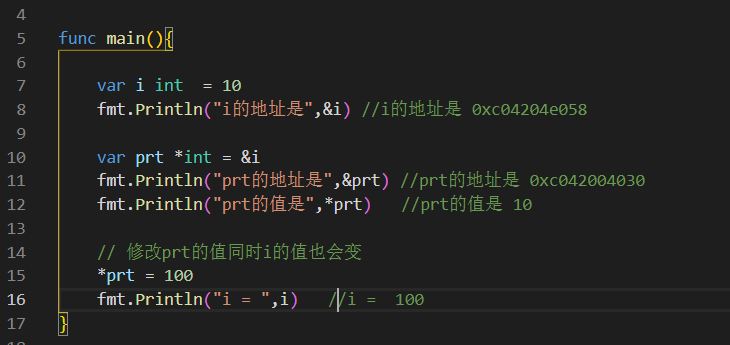 4
5 func main(){
6
7 var i int  = 10
8 fmt.Println("i的地址是",&i) //i的地址是 0xc04204e058
9
10 var prt *int = &i
11 fmt.Println("prt的地址是",&prt) //prt的地址是 0xc042004030
12 fmt.Println("prt的值是",*prt)   //prt的值是 10
13
14 // 修改prt的值同时i的值也会变
15 *prt = 100
16 fmt.Println("i = ",i)   //i =  100
17 }